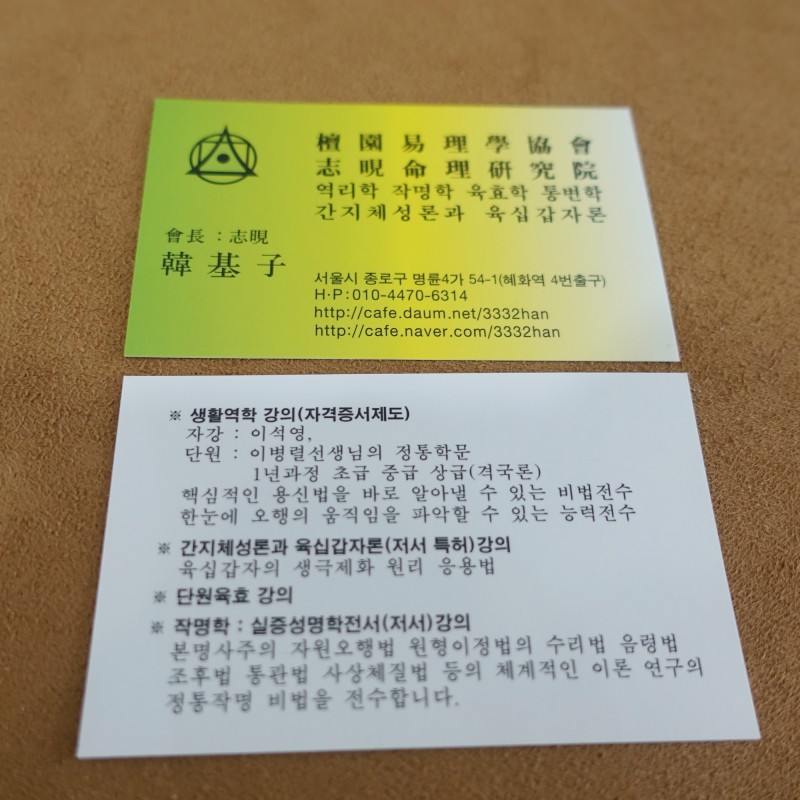 檀園易理學協會
志晛命理硏究院
역리학 작명학 육효학 통변학
간지체성론과 육십갑자론
會長 : 志晛
韓基子
서울시 종로구 명륜4가 54-1(혜화역 4번출구)
H·P:010-4470-6314
http://cafe.daum.net/3332han
http://cafe.naver.com/3332han
※ 생활역학 강의(자격증서제도)
자강 : 이석영,
단원 : 이병렬선생님의 정통학문
1년과정 초급 중급 상급(격국론)
핵심적인 용신법을 바로 알아낼 수 있는 비법전수
한눈에 오행의 움직임을 파악할 수 있는 능력전수
※ 간지체성론과 육십갑자론(저서 특허)강의
육십갑자의 생극제화 원리 응용법
※ 단원육효 강의
※ 작명학 : 실증성명학전서(저서)강의
본명사주의 자원오행법 원형이정법의 수리법 음령법
조후법 통관법 사상체질법 등의 체계적인 이론 연구의
정통작명 비법을 전수합니다.